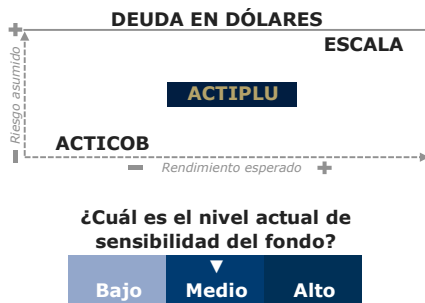 DEUDA EN DÓLARES
ESCALA
Riesgo asumido
ACTIPLU
ACTICOB
Rendimiento esperado
¿Cuál es el nivel actual de
sensibilidad del fondo?
Bajo Medio Alto